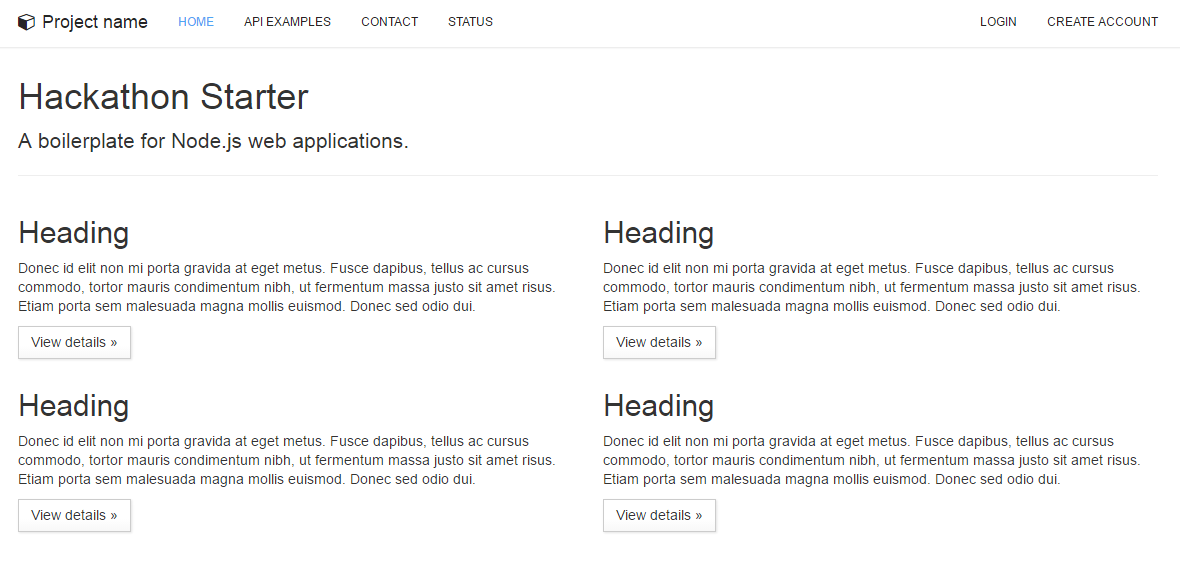 Project name HOME API EXAMPLES CONTACT STATUS LOGIN CREATE ACCOUNT
Hackathon Starter
A boilerplate for Node.js web applications.
Heading
Donec id elit non mi porta gravida at eget metus. Fusce dapibus, tellus ac cursus
commodo, tortor mauris condimentum nibh, ut fermentum massa justo sit amet risus.
Etiam porta sem malesuada magna mollis euismod. Donec sed odio dui.
View details »
Heading
Donec id elit non mi porta gravida at eget metus. Fusce dapibus, tellus ac cursus
commodo, tortor mauris condimentum nibh, ut fermentum massa justo sit amet risus.
Etiam porta sem malesuada magna mollis euismod. Donec sed odio dui.
View details »
Heading
Donec id elit non mi porta gravida at eget metus. Fusce dapibus, tellus ac cursus
commodo, tortor mauris condimentum nibh, ut fermentum massa justo sit amet risus.
Etiam porta sem malesuada magna mollis euismod. Donec sed odio dui.
View details »
Heading
Donec id elit non mi porta gravida at eget metus. Fusce dapibus, tellus ac cursus
commodo, tortor mauris condimentum nibh, ut fermentum massa justo sit amet risus.
Etiam porta sem malesuada magna mollis euismod. Donec sed odio dui.
View details »